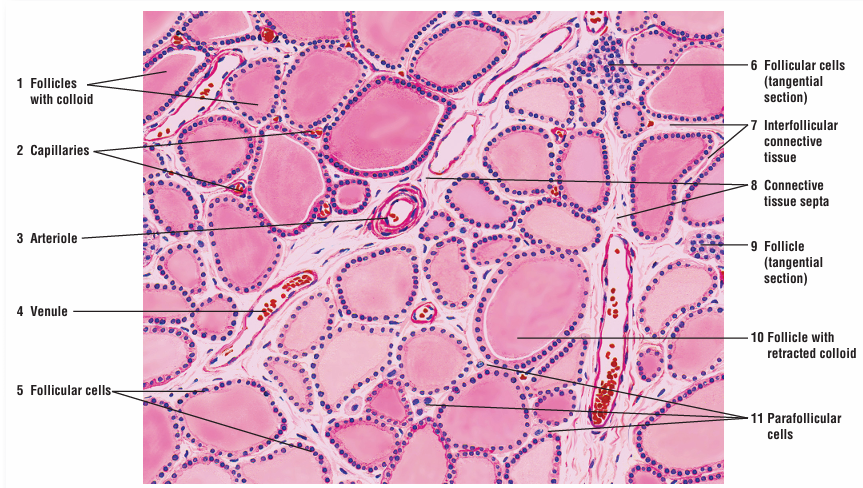 1 Follicles
with colloid
2 Capillaries
3 Arteriole
4 Venule
5 Follicular cells
6 Follicular cells
(tangential
section)
7 Interfollicular
connective
tissue
8 Connective
tissue septa
9 Follicle
(tangential
section)
10 Follicle with
retracted colloid
11 Parafollicular
cells